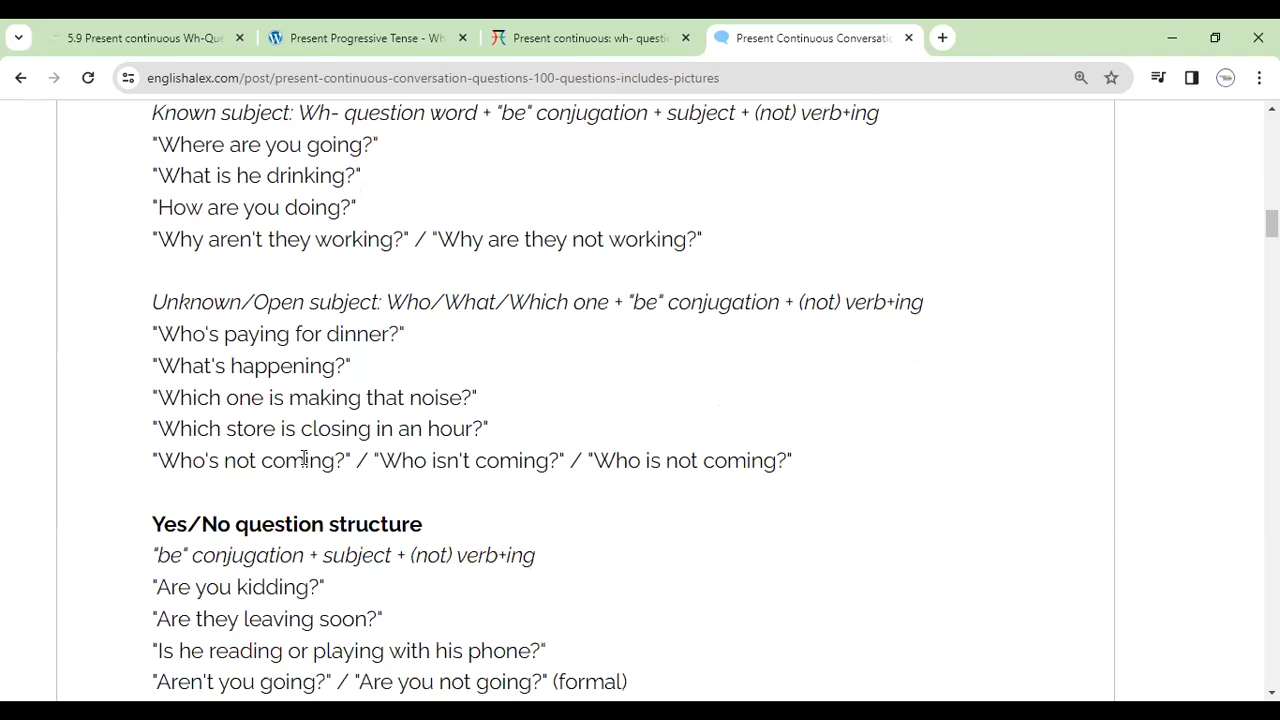 5.9 Present continuous Wh-Que
Present Progressive Tense - Wh
Present continuous: wh- questi
Present Continuous Conversatio
englishalex.com/post/present-continuous-conversation-questions-100-questions-includes-pictures
Known subject: Wh- question word + "be" conjugation + subject + (not) verb+ing
"Where are you going?"
"What is he drinking?"
"How are you doing?"
"Why aren't they working?" / "Why are they not working?"
Unknown/Open subject: Who/What/Which one + "be" conjugation + (not) verb+ing
"Who's paying for dinner?"
"What's happening?"
"Which one is making that noise?"
"Which store is closing in an hour?"
"Who's not coming?" / "Who isn't coming?" / "Who is not coming?"
Yes/No question structure
"be" conjugation + subject + (not) verb+ing
"Are you kidding?"
"Are they leaving soon?"
"Is he reading or playing with his phone?"
"Aren't you going?" / "Are you not going?" (formal)